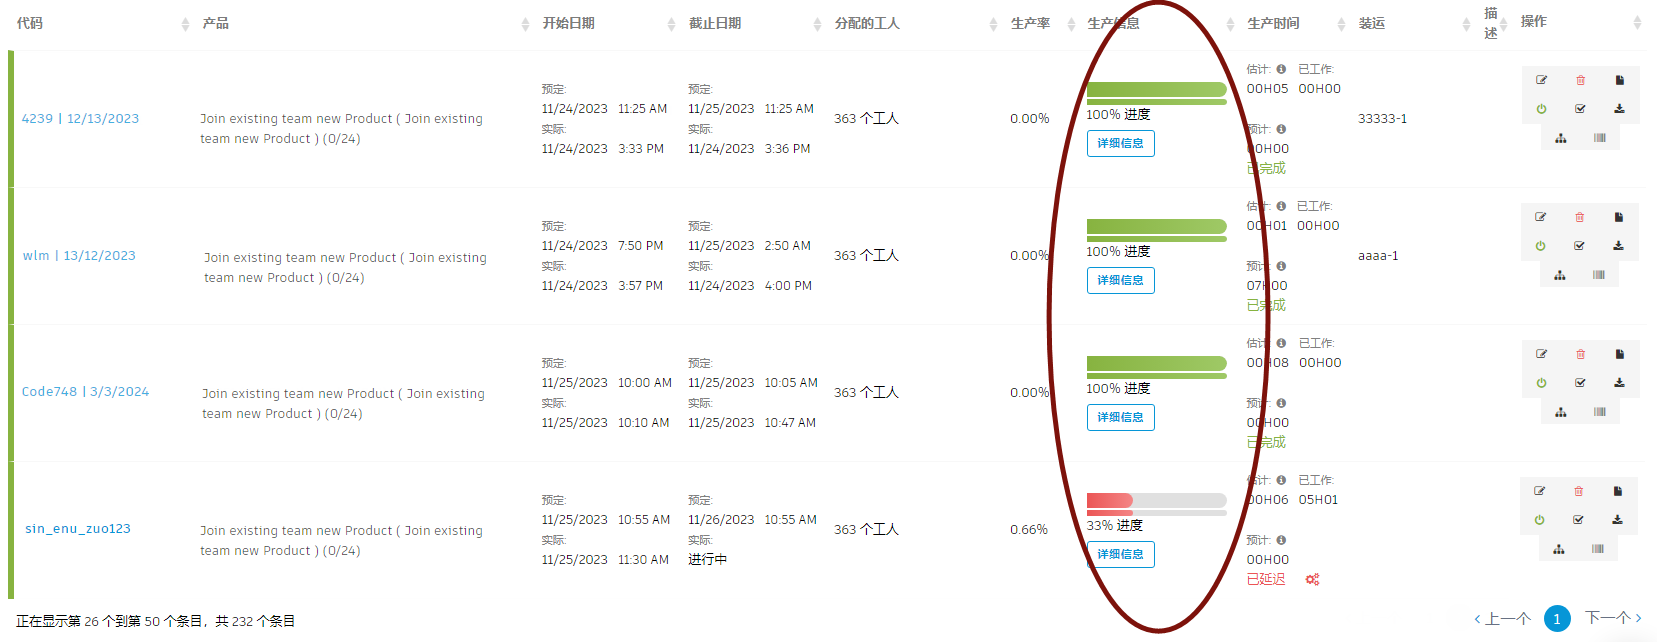 代码 产品 开始日期 截止日期 分配的工人 生产率 生产信息 生产时间 装运 描述 操作
4239 | 12/13/2023
Join existing team new Product ( Join existing
team new Product ) (0/24)
预定:
11/24/2023 11:25 AM
实际:
11/24/2023 3:33 PM
预定:
11/25/2023 11:25 AM
实际:
11/24/2023 3:36 PM
363 个工人
0.00%
100% 进度
详细信息
估计: 已工作:
00H05 00H00
预计:
00H00
已完成
33333-1
wlm | 13/12/2023
Join existing team new Product ( Join existing
team new Product ) (0/24)
预定:
11/24/2023 7:50 PM
实际:
11/24/2023 3:57 PM
预定:
11/25/2023 2:50 AM
实际:
11/24/2023 4:00 PM
363 个工人
0.00%
100% 进度
详细信息
估计: 已工作:
00H01 00H00
预计:
07H00
已完成
aaaa-1
Code748 | 3/3/2024
Join existing team new Product ( Join existing
team new Product ) (0/24)
预定:
11/25/2023 10:00 AM
实际:
11/25/2023 10:10 AM
预定:
11/25/2023 10:05 AM
实际:
11/25/2023 10:47 AM
363 个工人
0.00%
100% 进度
详细信息
估计: 已工作:
00H08 00H00
预计:
00H00
已完成
sin_enu_zuo123
Join existing team new Product ( Join existing
team new Product ) (0/24)
预定:
11/25/2023 10:55 AM
实际:
11/25/2023 11:30 AM
预定:
11/26/2023 10:55 AM
实际:
进行中
363 个工人
0.66%
33% 进度
详细信息
估计: 已工作:
00H06 05H01
预计:
00H00
已延迟
正在显示第 26 个到第 50 个条目，共 232 个条目
上一个 1 下一个